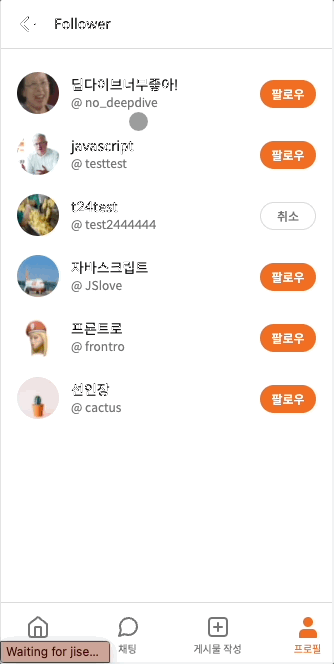 Follower
딥다이브너무좋아!
@ no_deepdive
팔로우
javascript
@ testtest
팔로우
t24test
@ test2444444
취소
자바스크립트
@ JSlove
팔로우
프론트로
@ frontro
팔로우
선인장
@ cactus
팔로우
채팅
게시물 작성
프로필
Waiting for jise...